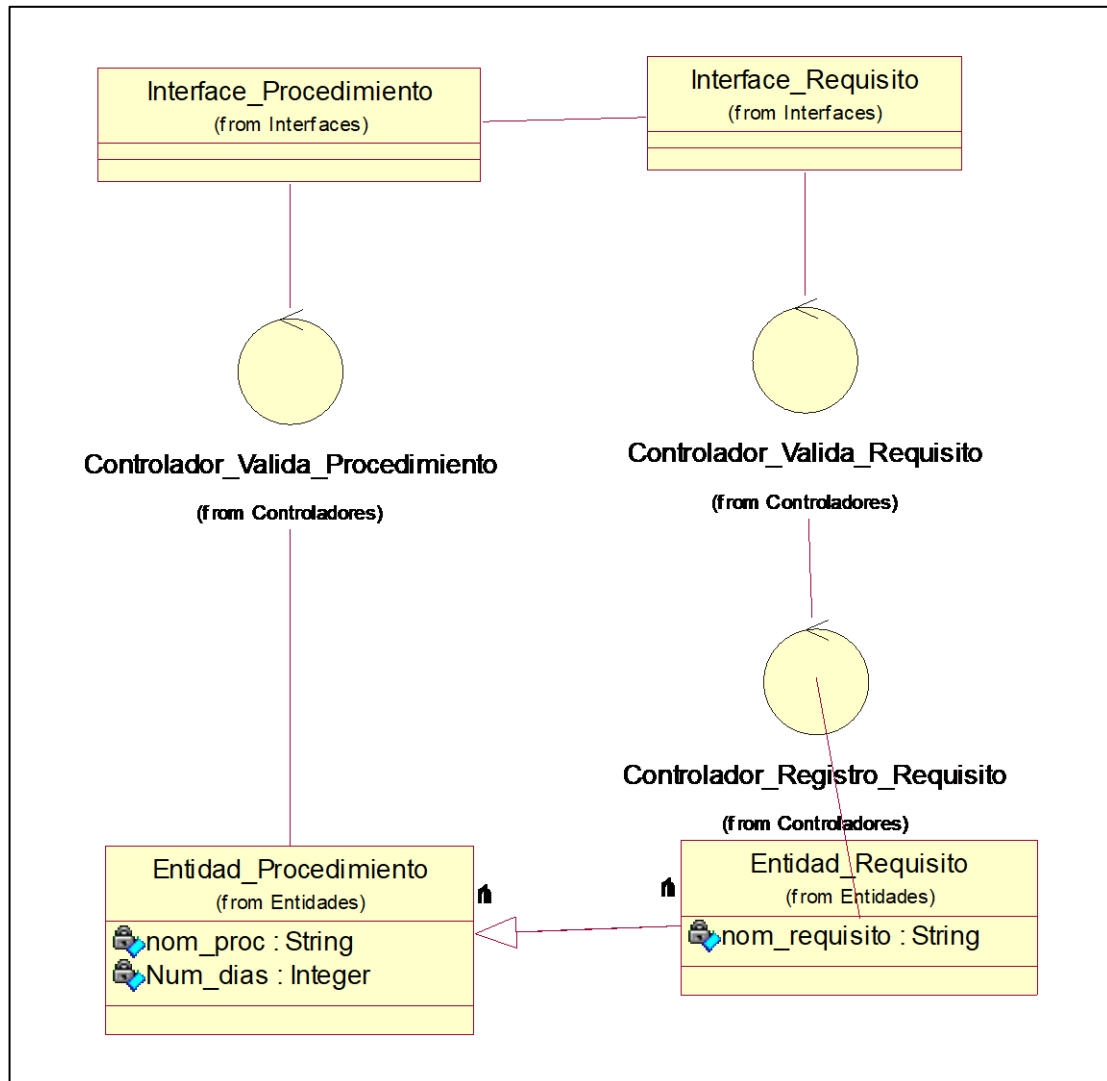 Interface_Procedimiento
(from Interfaces)
Interface_Requisito
(from Interfaces)
Controlador_Valida_Procedimiento
(from Controladores)
Controlador_Valida_Requisito
(from Controladores)
Controlador_Registro_Requisito
(from Controladores)
Entidad_Procedimiento
(from Entidades)
nom_proc : String
Num_dias : Integer
Entidad_Requisito
(from Entidades)
nom_requisito : String